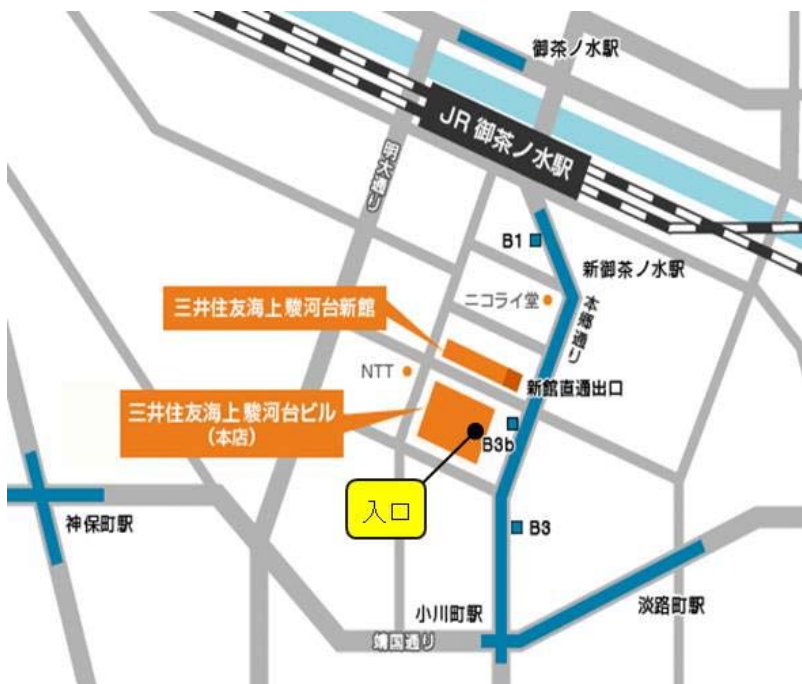 御茶ノ水駅
JR 御茶ノ水駅
明大通り
B1
新御茶ノ水駅
ニコライ堂
本郷通り
三井住友海上 駿河台新館
NTT
新館直通出口
三井住友海上 駿河台ビル
（本店）
B3b
入口
神保町駅
B3
小川町駅
淡路町駅
靖国通り